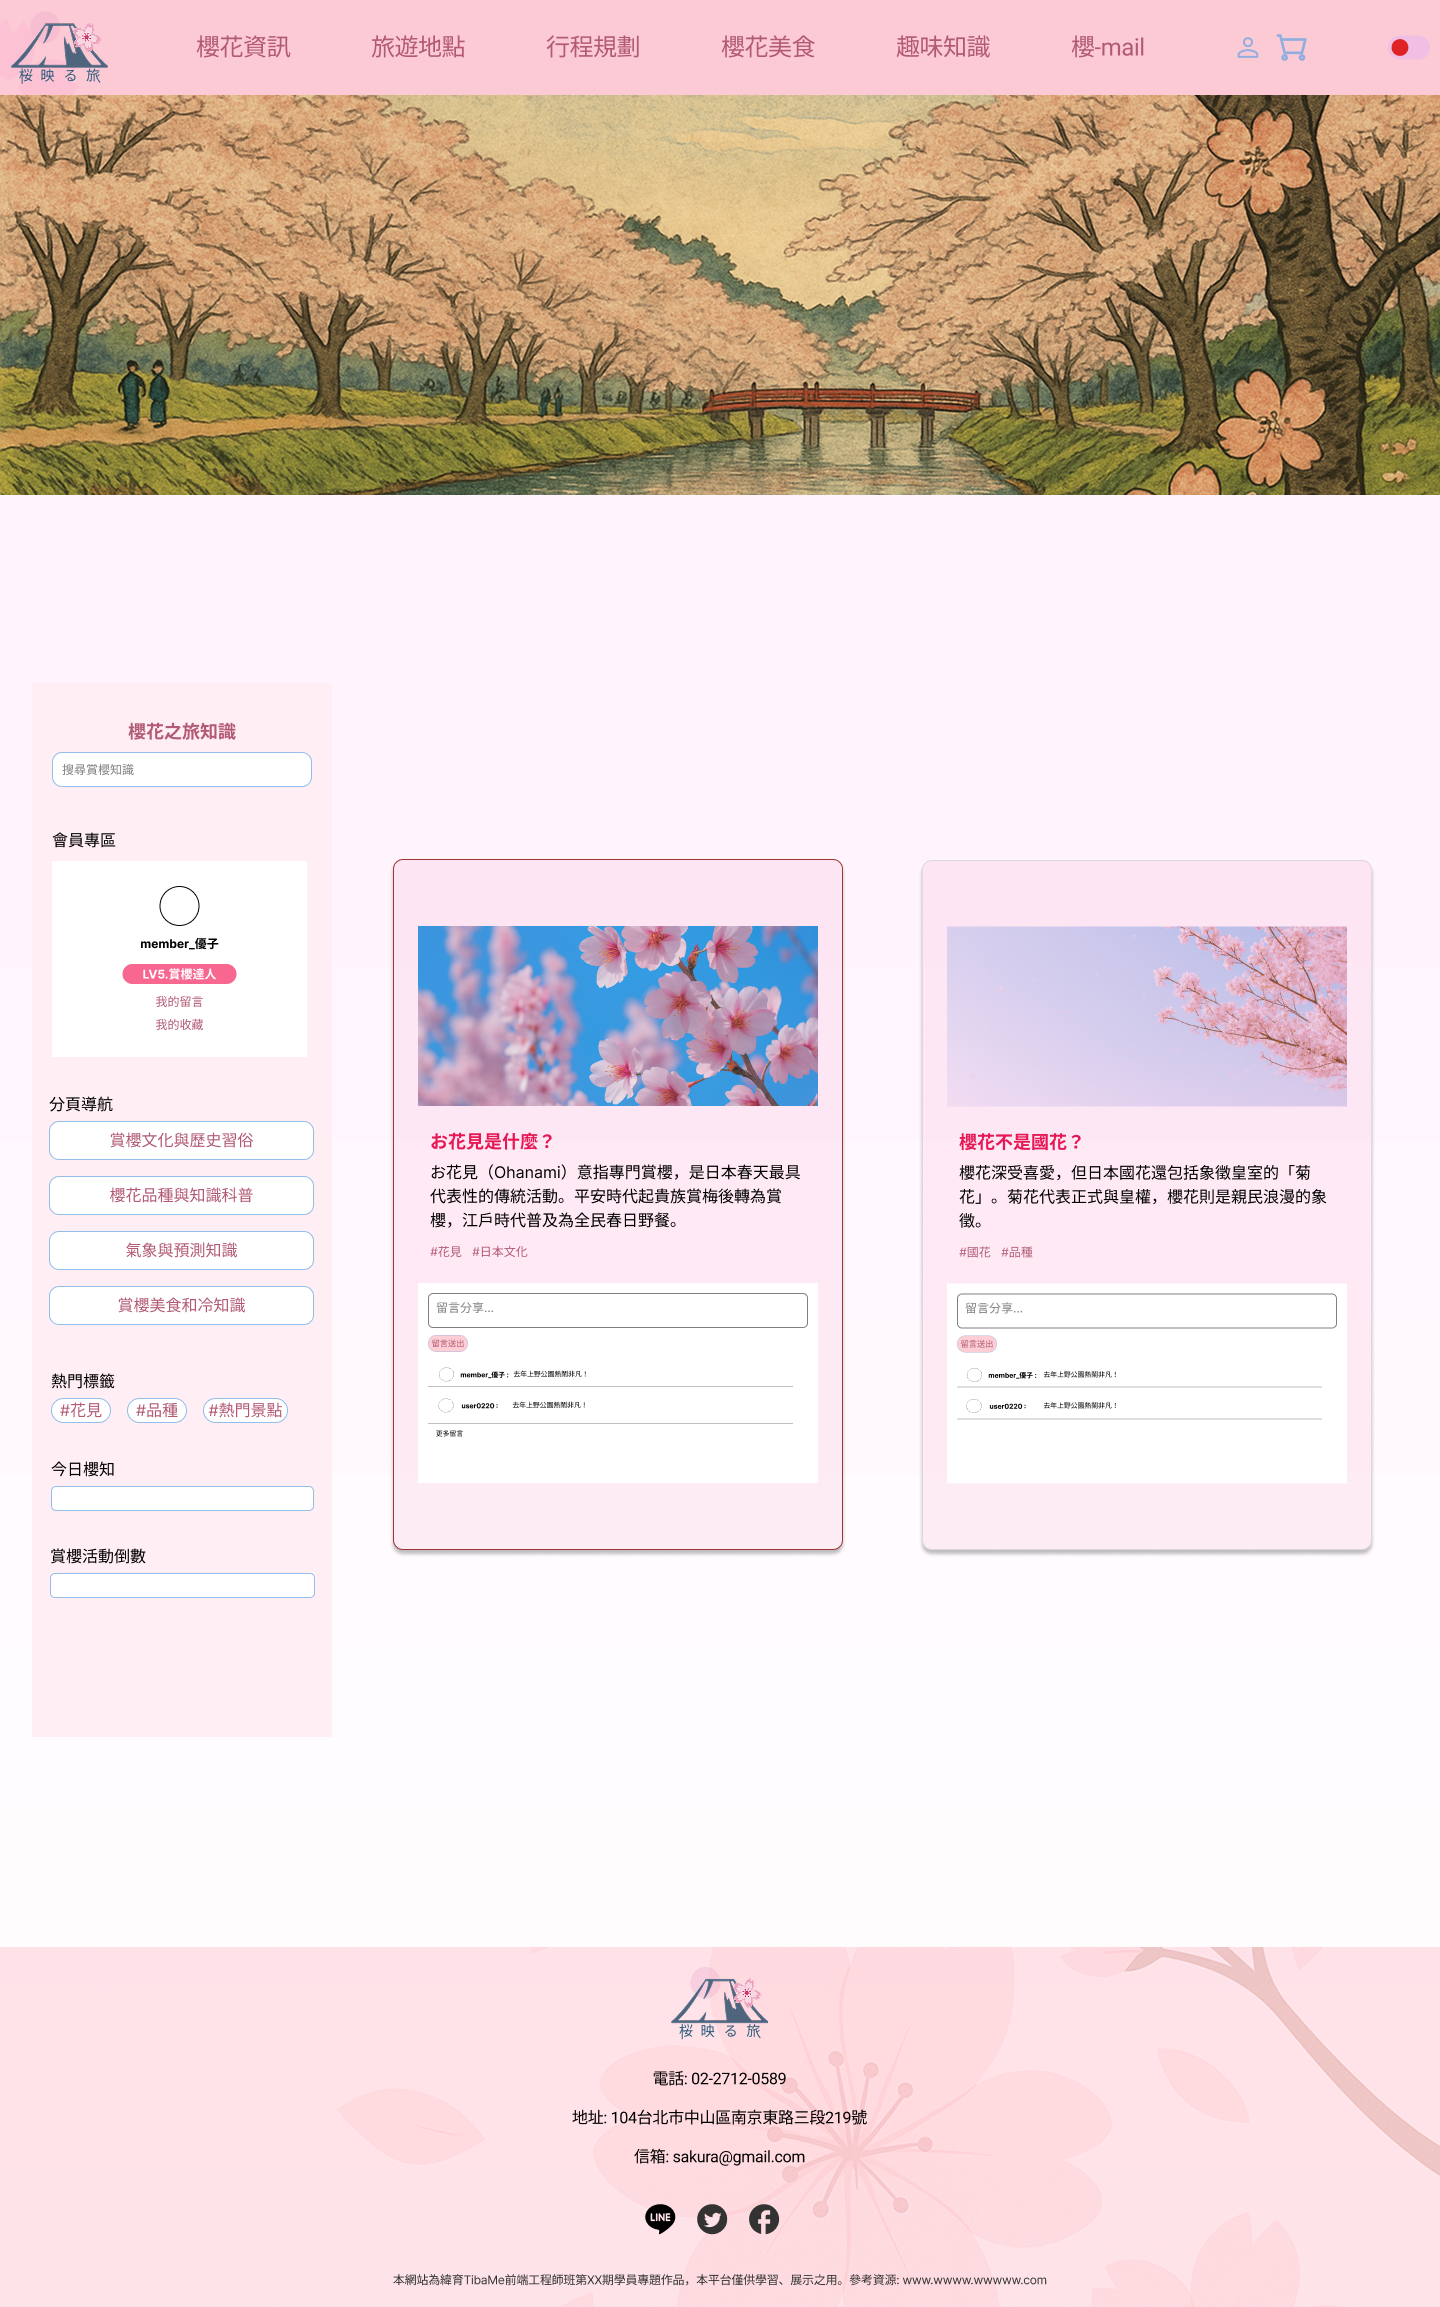 桜映る旅
櫻花資訊
旅遊地點
行程規劃
櫻花美食
趣味知識
櫻-mail
櫻花之旅知識
搜尋賞櫻知識
會員專區
member_優子
LV5.賞櫻達人
我的留言
我的收藏
分頁導航
賞櫻文化與歷史習俗
櫻花品種與知識科普
氣象與預測知識
賞櫻美食和冷知識
熱門標籤
#花見 #品種 #熱門景點
今日櫻知
賞櫻活動倒數
お花見是什麼？
お花見（Ohanami）意指專門賞櫻，是日本春天最具
代表性的傳統活動。平安時代起貴族賞梅後轉為賞
櫻，江戶時代普及為全民春日野餐。
#花見 #日本文化
留言分享...
留言送出
member_優子： 去年上野公園熱鬧非凡！
user0220： 去年上野公園熱鬧非凡！
更多留言
櫻花不是國花？
櫻花深受喜愛，但日本國花還包括象徵皇室的「菊
花」。菊花代表正式與皇權，櫻花則是親民浪漫的象
徵。
#國花 #品種
留言分享...
留言送出
member_優子： 去年上野公園熱鬧非凡！
user0220： 去年上野公園熱鬧非凡！
桜映る旅
電話: 02-2712-0589
地址: 104台北市中山區南京東路三段219號
信箱: sakura@gmail.com
LINE
本網站為緯育TibaMe前端工程師班第XX期學員專題作品，本平台僅供學習、展示之用。參考資源: www.wwww.wwwww.com